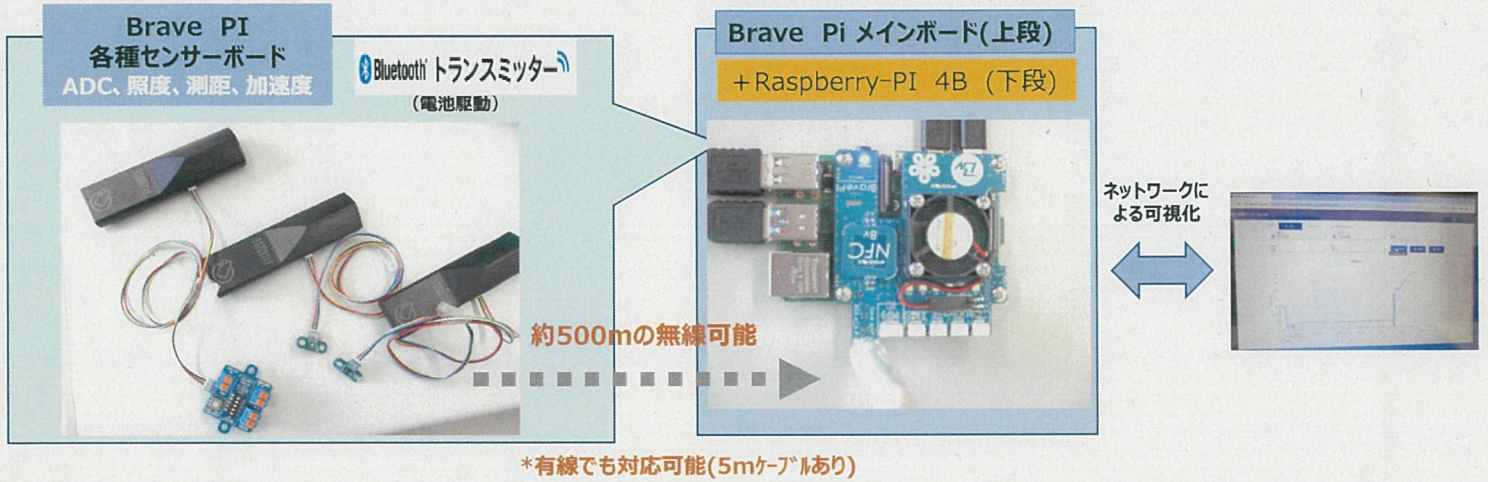 Brave PI
各種センサーボード
ADC、照度、測距、加速度
Bluetooth トランスミッター
(電池駆動)
Brave Pi メインボード(上段)
+Raspberry-PI 4B (下段)
BravePi
NFC
ネットワークに
よる可視化
約500mの無線可能
*有線でも対応可能(5mｹｰﾌﾞﾙあり)